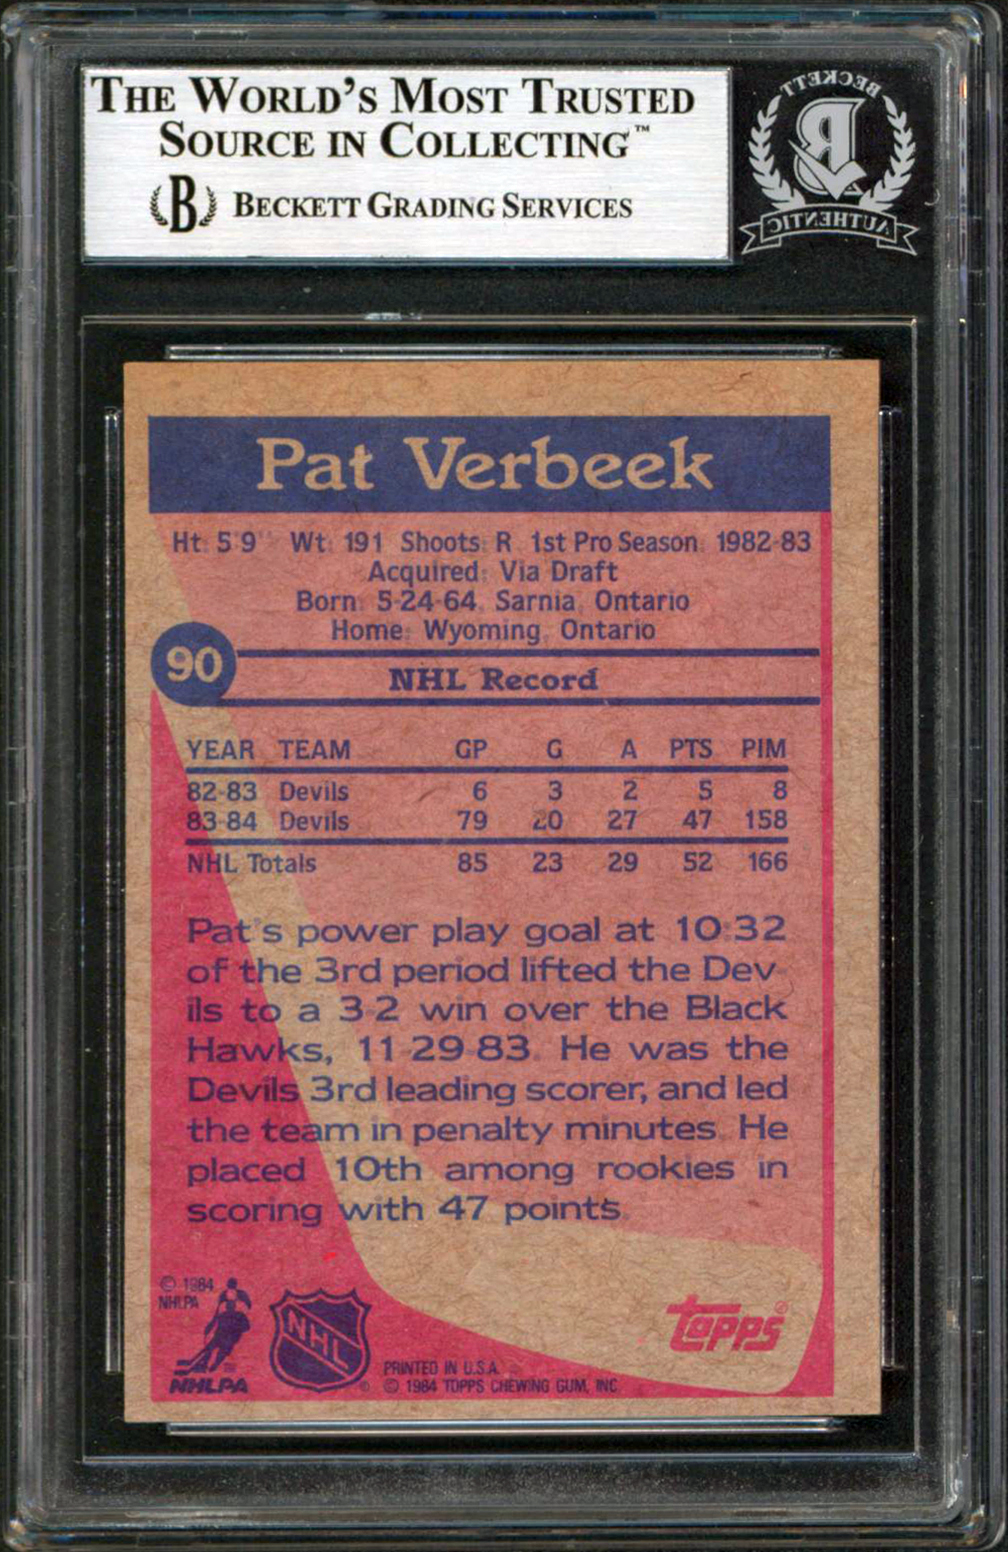 THE WORLD'S MOST TRUSTED
SOURCE IN COLLECTING™
B BECKETT GRADING SERVICES
BECKETT
B
AUTHENTIC
Pat Verbeek
Ht: 5'9" Wt: 191 Shoots: R 1st Pro Season: 1982-83
Acquired: Via Draft
Born: 5-24-64, Sarnia, Ontario
Home: Wyoming, Ontario
90
NHL Record
YEAR TEAM GP G A PTS PIM
82-83 Devils 6 3 2 5 8
83-84 Devils 79 20 27 47 158
NHL Totals 85 23 29 52 166
Pat's power play goal at 10:32
of the 3rd period lifted the Dev-
ils to a 3-2 win over the Black
Hawks, 11-29-83. He was the
Devils 3rd leading scorer, and led
the team in penalty minutes. He
placed 10th among rookies in
scoring with 47 points.
© 1984
NHLPA
NHLPA
NHL
topps®
PRINTED IN U.S.A.
© 1984 TOPPS CHEWING GUM, INC.